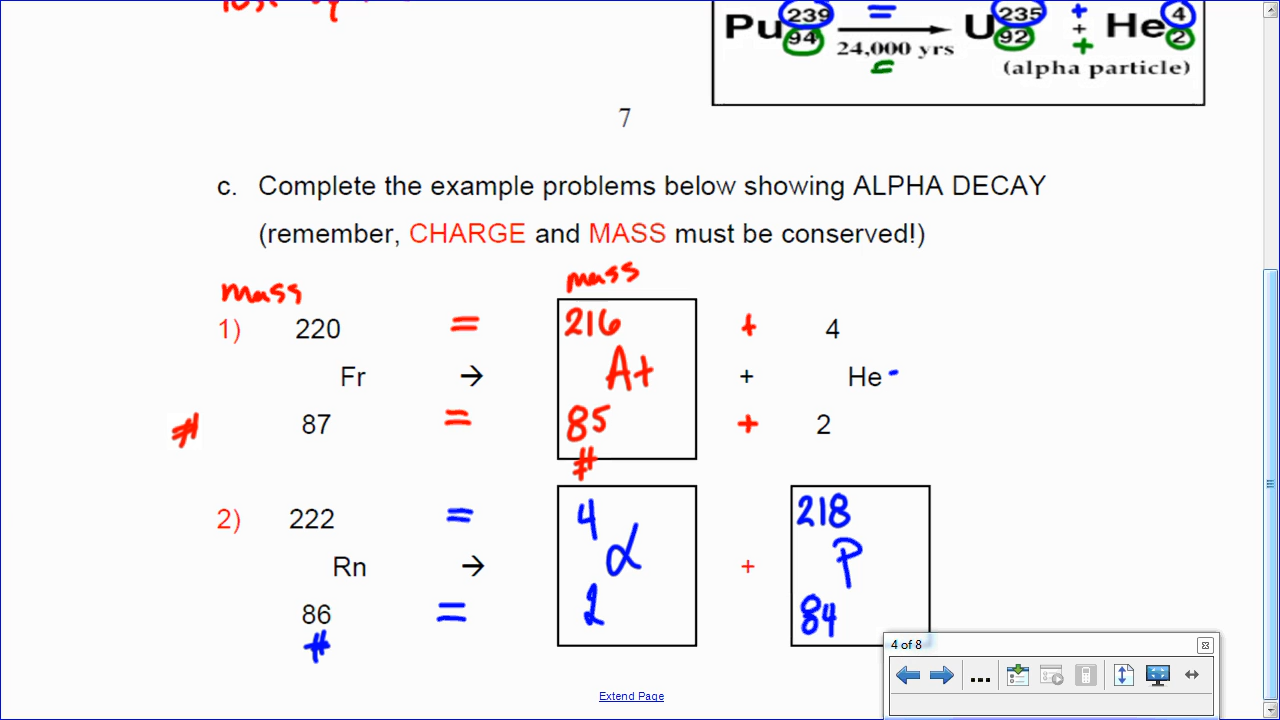 239 = 235 + 4
Pu U + He
94 24,000 yrs 92 + 2
= (alpha particle)
7
c. Complete the example problems below showing ALPHA DECAY
(remember, CHARGE and MASS must be conserved!)
mass mass
1) 220 = 216 + 4
Fr → At + He
# 87 = 85 + 2
#
2) 222 = 4 218
Rn → α + P
86 = 2 84
#
4 of 8
...
Extend Page